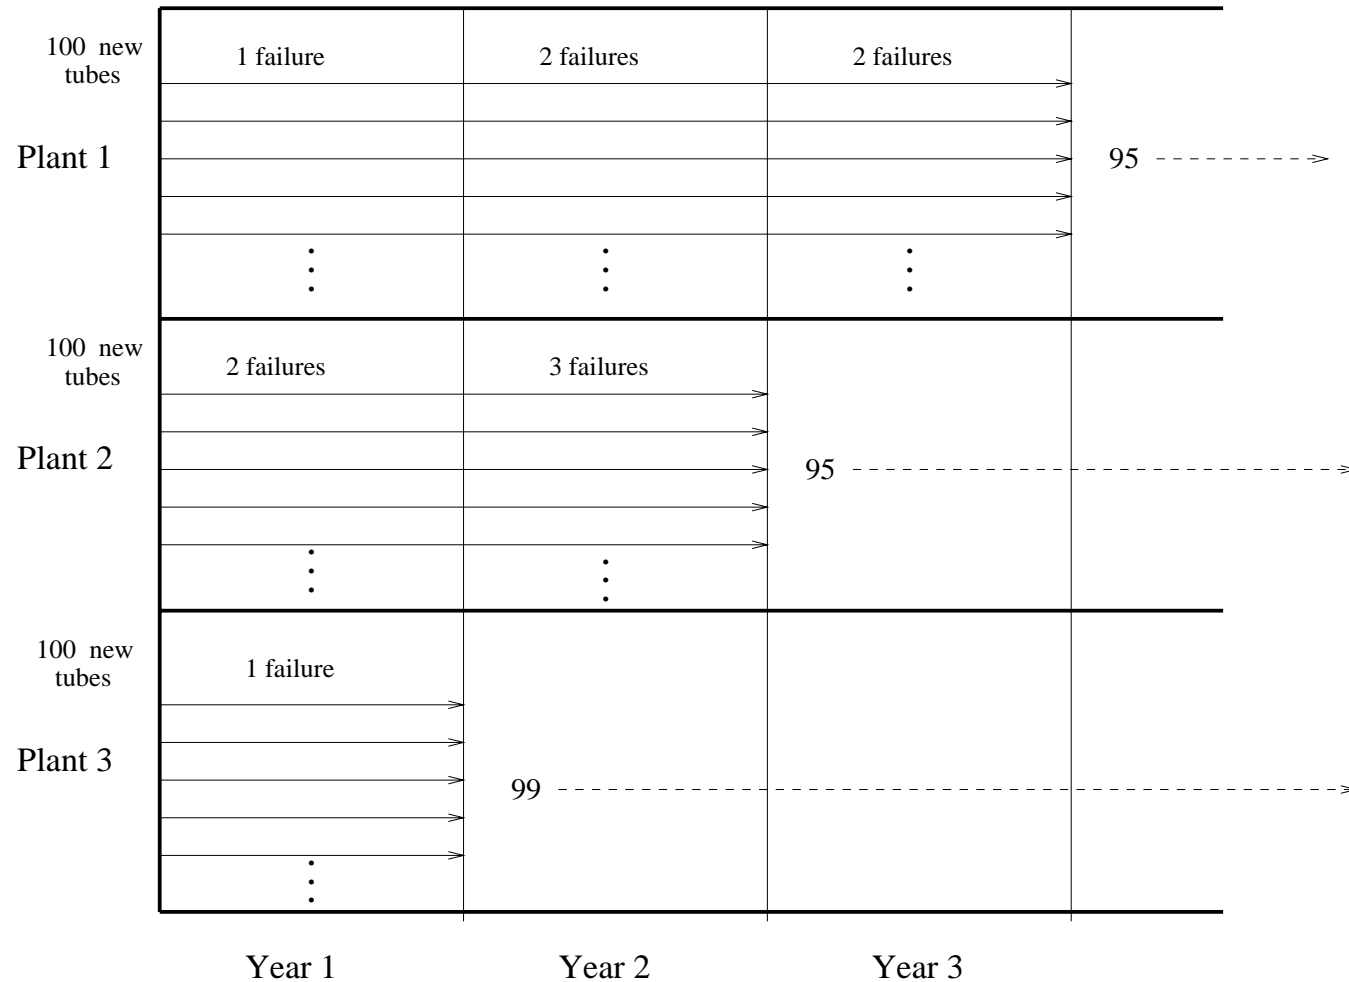 100 new
tubes
1 failure
2 failures
2 failures
Plant 1
95
100 new
tubes
2 failures
3 failures
Plant 2
95
100 new
tubes
1 failure
Plant 3
99
Year 1
Year 2
Year 3